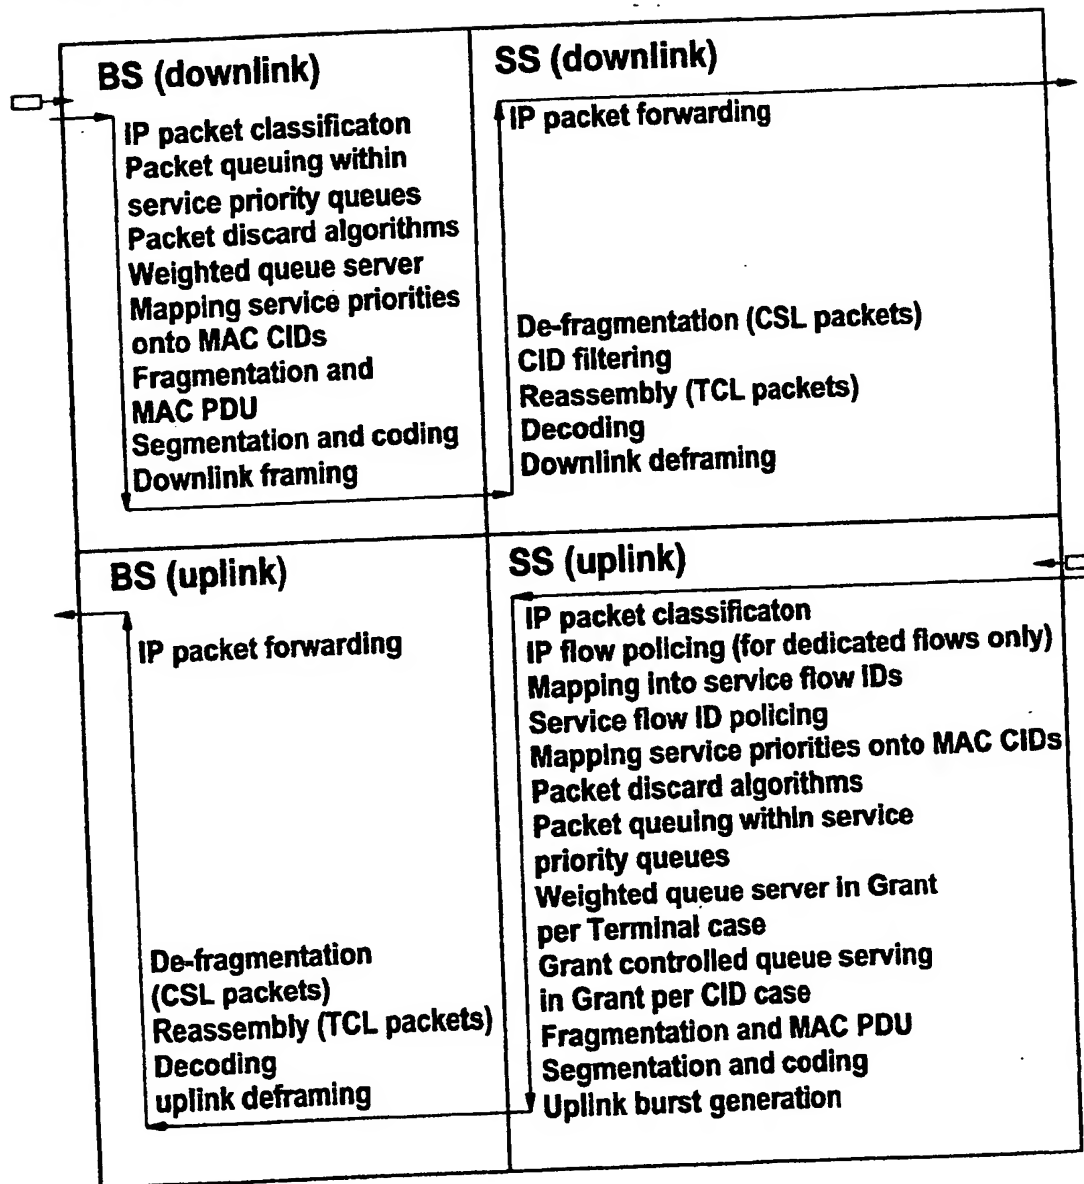 BS (downlink)
IP packet classificaton
Packet queuing within
service priority queues
Packet discard algorithms
Weighted queue server
Mapping service priorities
onto MAC CIDs
Fragmentation and
MAC PDU
Segmentation and coding
Downlink framing
SS (downlink)
IP packet forwarding
De-fragmentation (CSL packets)
CID filtering
Reassembly (TCL packets)
Decoding
Downlink deframing
BS (uplink)
IP packet forwarding
De-fragmentation
(CSL packets)
Reassembly (TCL packets)
Decoding
uplink deframing
SS (uplink)
IP packet classificaton
IP flow policing (for dedicated flows only)
Mapping into service flow IDs
Service flow ID policing
Mapping service priorities onto MAC CIDs
Packet discard algorithms
Packet queuing within service
priority queues
Weighted queue server in Grant
per Terminal case
Grant controlled queue serving
in Grant per CID case
Fragmentation and MAC PDU
Segmentation and coding
Uplink burst generation